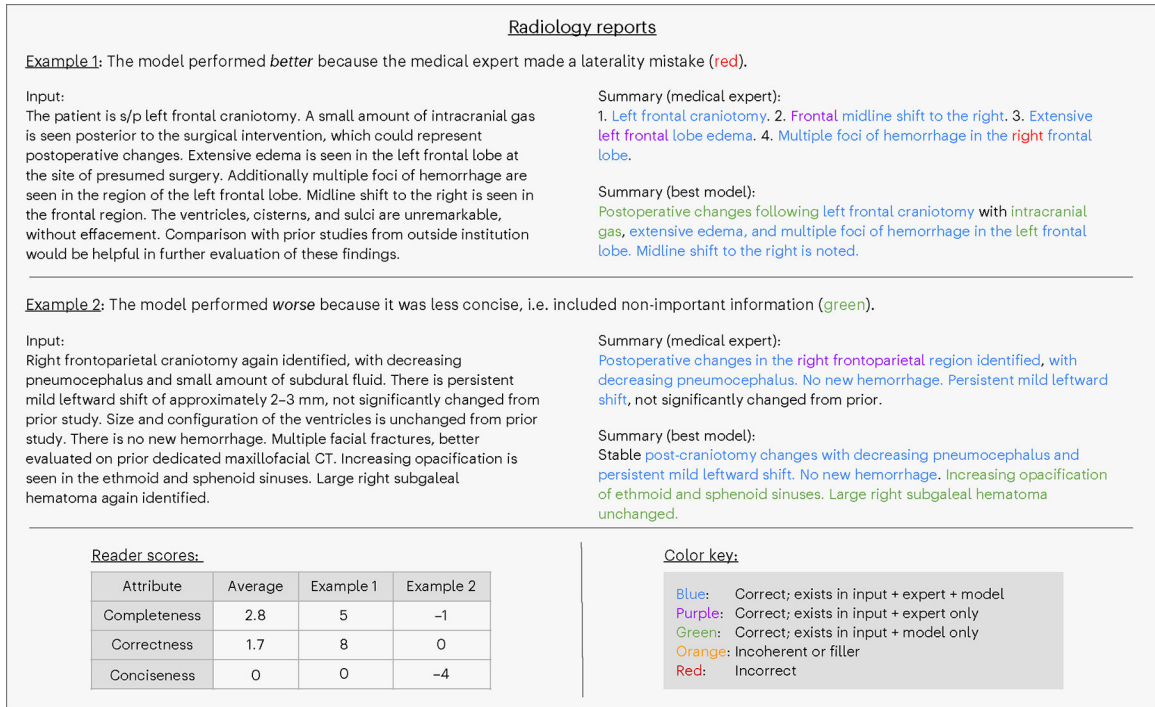 Radiology reports
Example 1: The model performed better because the medical expert made a laterality mistake (red).
Input:
The patient is s/p left frontal craniotomy. A small amount of intracranial gas
is seen posterior to the surgical intervention, which could represent
postoperative changes. Extensive edema is seen in the left frontal lobe at
the site of presumed surgery. Additionally multiple foci of hemorrhage are
seen in the region of the left frontal lobe. Midline shift to the right is seen in
the frontal region. The ventricles, cisterns, and sulci are unremarkable,
without effacement. Comparison with prior studies from outside institution
would be helpful in further evaluation of these findings.
Summary (medical expert):
1. Left frontal craniotomy. 2. Frontal midline shift to the right. 3. Extensive
left frontal lobe edema. 4. Multiple foci of hemorrhage in the right frontal
lobe.
Summary (best model):
Postoperative changes following left frontal craniotomy with intracranial
gas, extensive edema, and multiple foci of hemorrhage in the left frontal
lobe. Midline shift to the right is noted.
Example 2: The model performed worse because it was less concise, i.e. included non-important information (green).
Input:
Right frontoparietal craniotomy again identified, with decreasing
pneumocephalus and small amount of subdural fluid. There is persistent
mild leftward shift of approximately 2–3 mm, not significantly changed from
prior study. Size and configuration of the ventricles is unchanged from prior
study. There is no new hemorrhage. Multiple facial fractures, better
evaluated on prior dedicated maxillofacial CT. Increasing opacification is
seen in the ethmoid and sphenoid sinuses. Large right subgaleal
hematoma again identified.
Summary (medical expert):
Postoperative changes in the right frontoparietal region identified, with
decreasing pneumocephalus. No new hemorrhage. Persistent mild leftward
shift, not significantly changed from prior.
Summary (best model):
Stable post-craniotomy changes with decreasing pneumocephalus and
persistent mild leftward shift. No new hemorrhage. Increasing opacification
of ethmoid and sphenoid sinuses. Large right subgaleal hematoma
unchanged.
Reader scores:
Attribute Average Example 1 Example 2
Completeness 2.8 5 –1
Correctness 1.7 8 0
Conciseness 0 0 –4
Color key:
Blue: Correct; exists in input + expert + model
Purple: Correct; exists in input + expert only
Green: Correct; exists in input + model only
Orange: Incoherent or filler
Red: Incorrect